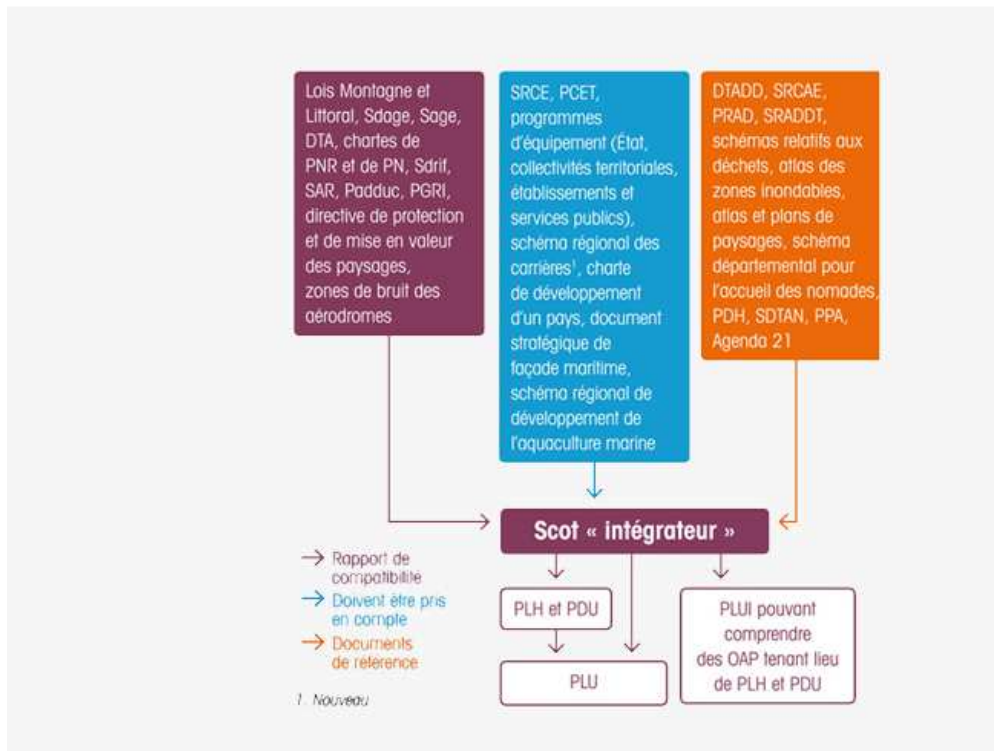 Lois Montagne et
Littoral, Sdage, Sage,
DTA, chartes de
PNR et de PN, Sdrif,
SAR, Padduc, PGRI,
directive de protection
et de mise en valeur
des paysages,
zones de bruit des
aérodromes
SRCE, PCET,
programmes
d'équipement (État,
collectivités territoriales,
établissements et
services publics),
schéma régional des
carrières¹, charte
de développement
d'un pays, document
stratégique de
façade maritime,
schéma régional de
développement de
l'aquaculture marine
DTADD, SRCAE,
PRAD, SRADDT,
schémas relatifs aux
déchets, atlas des
zones inondables,
atlas et plans de
paysages, schéma
départemental pour
l'accueil des nomades,
PDH, SDTAN, PPA,
Agenda 21
Scot « intégrateur »
Rapport de
compatibilité
Doivent être pris
en compte
Documents
de référence
1. Nouveau
PLH et PDU
PLU
PLUI pouvant
comprendre
des OAP tenant lieu
de PLH et PDU